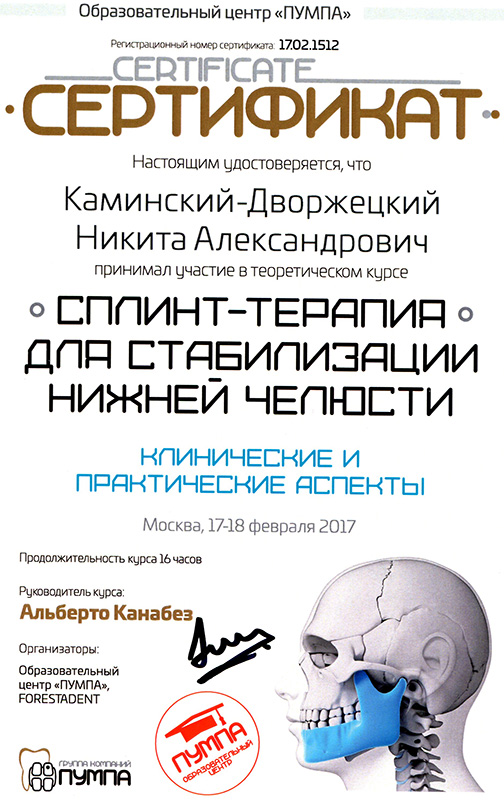 Образовательный центр «ПУМПА»
Регистрационный номер сертификата: 17.02.1512
CERTIFICATE
СЕРТИФИКАТ
Настоящим удостоверяется, что
Каминский-Дворжецкий
Никита Александрович
принимал участие в теоретическом курсе
СПЛИНТ-ТЕРАПИЯ
ДЛЯ СТАБИЛИЗАЦИИ
НИЖНЕЙ ЧЕЛЮСТИ
КЛИНИЧЕСКИЕ И
ПРАКТИЧЕСКИЕ АСПЕКТЫ
Москва, 17-18 февраля 2017
Продолжительность курса 16 часов
Руководитель курса:
Альберто Канабез
Организаторы:
Образовательный
центр «ПУМПА»,
FORESTADENT
ГРУППА КОМПАНИЙ
ПУМПА
ПУМПА
ОБРАЗОВАТЕЛЬНЫЙ
ЦЕНТР